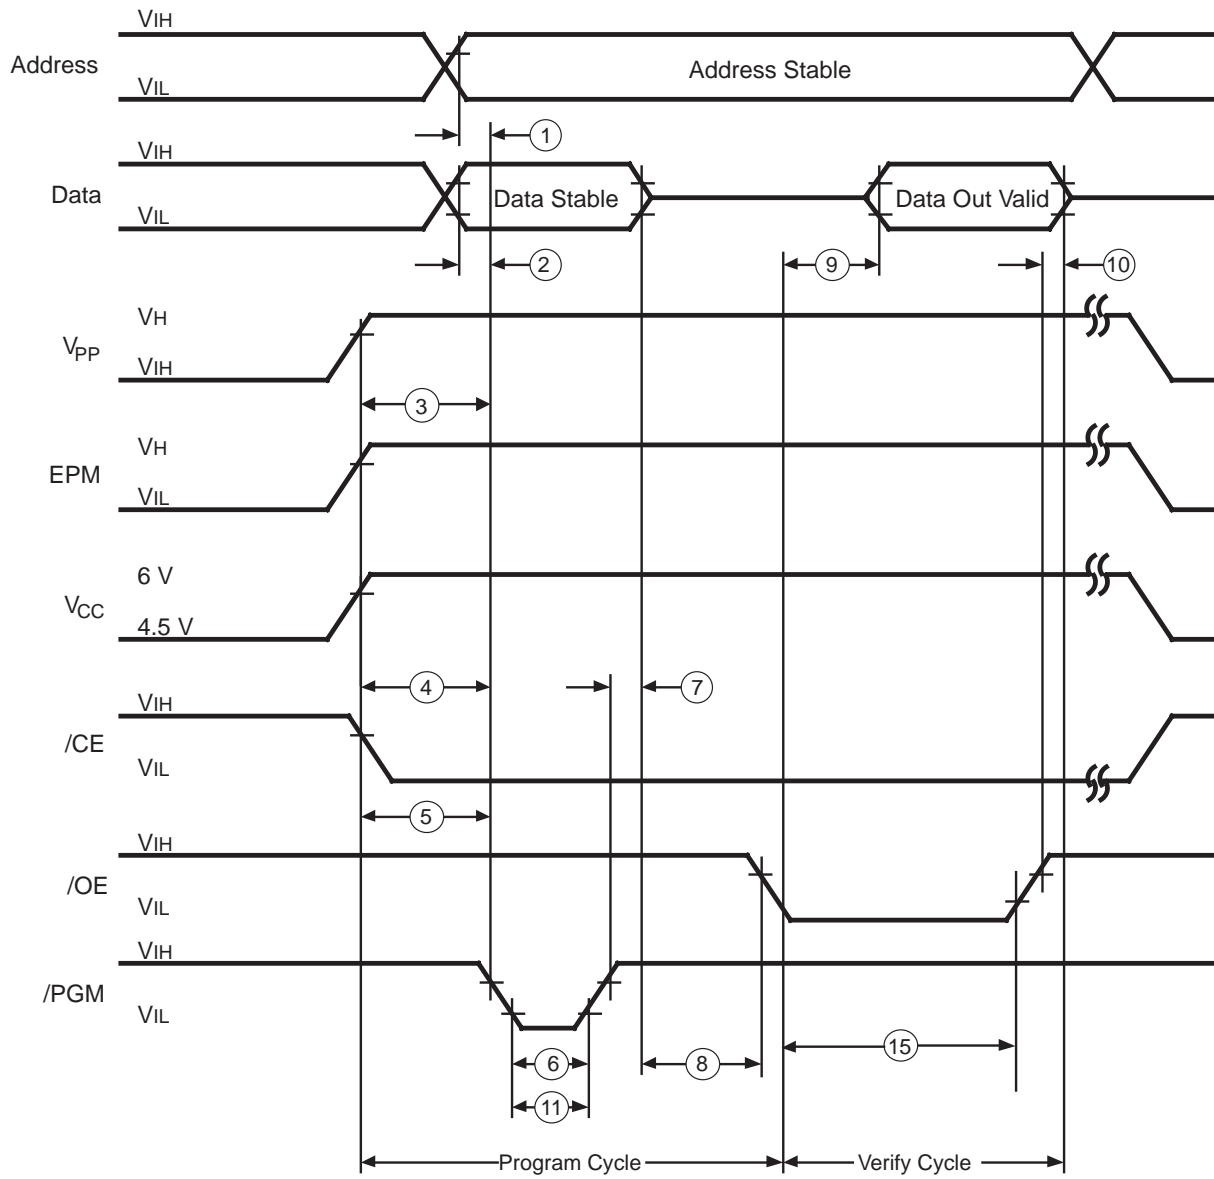 VIH
Address
Address Stable
VIL
1
VIH
Data
Data Stable
Data Out Valid
VIL
2
9
10
VH
VPP
VIH
3
VH
EPM
VIL
6 V
VCC
4.5 V
4
7
VIH
/CE
VIL
5
VIH
/OE
VIL
VIH
/PGM
VIL
6
8
15
11
Program Cycle
Verify Cycle